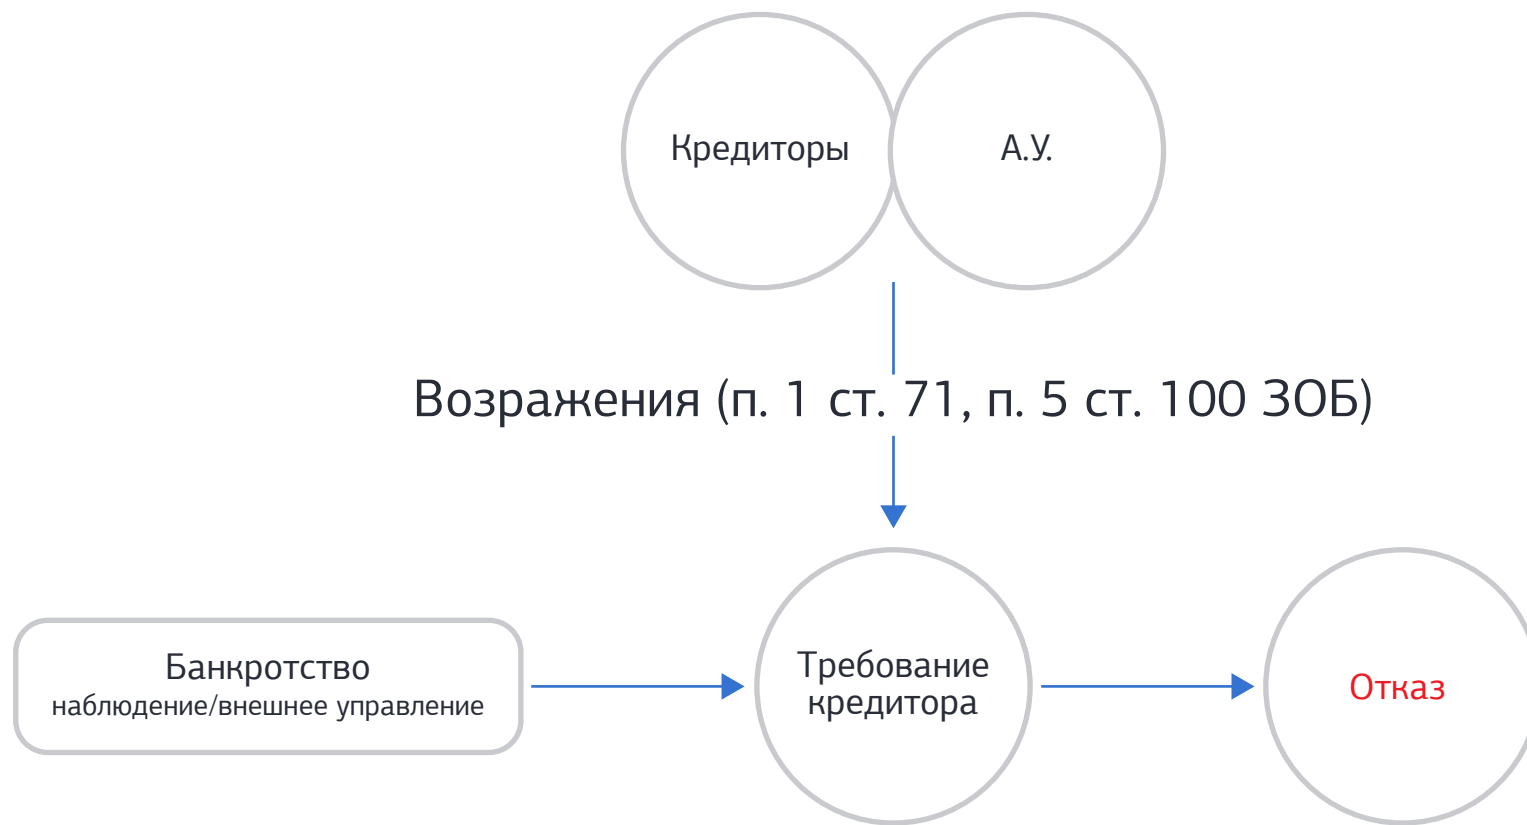 Кредиторы
А.У.
Возражения (п. 1 ст. 71, п. 5 ст. 100 ЗОБ)
Банкротство
наблюдение/внешнее управление
Требование
кредитора
Отказ